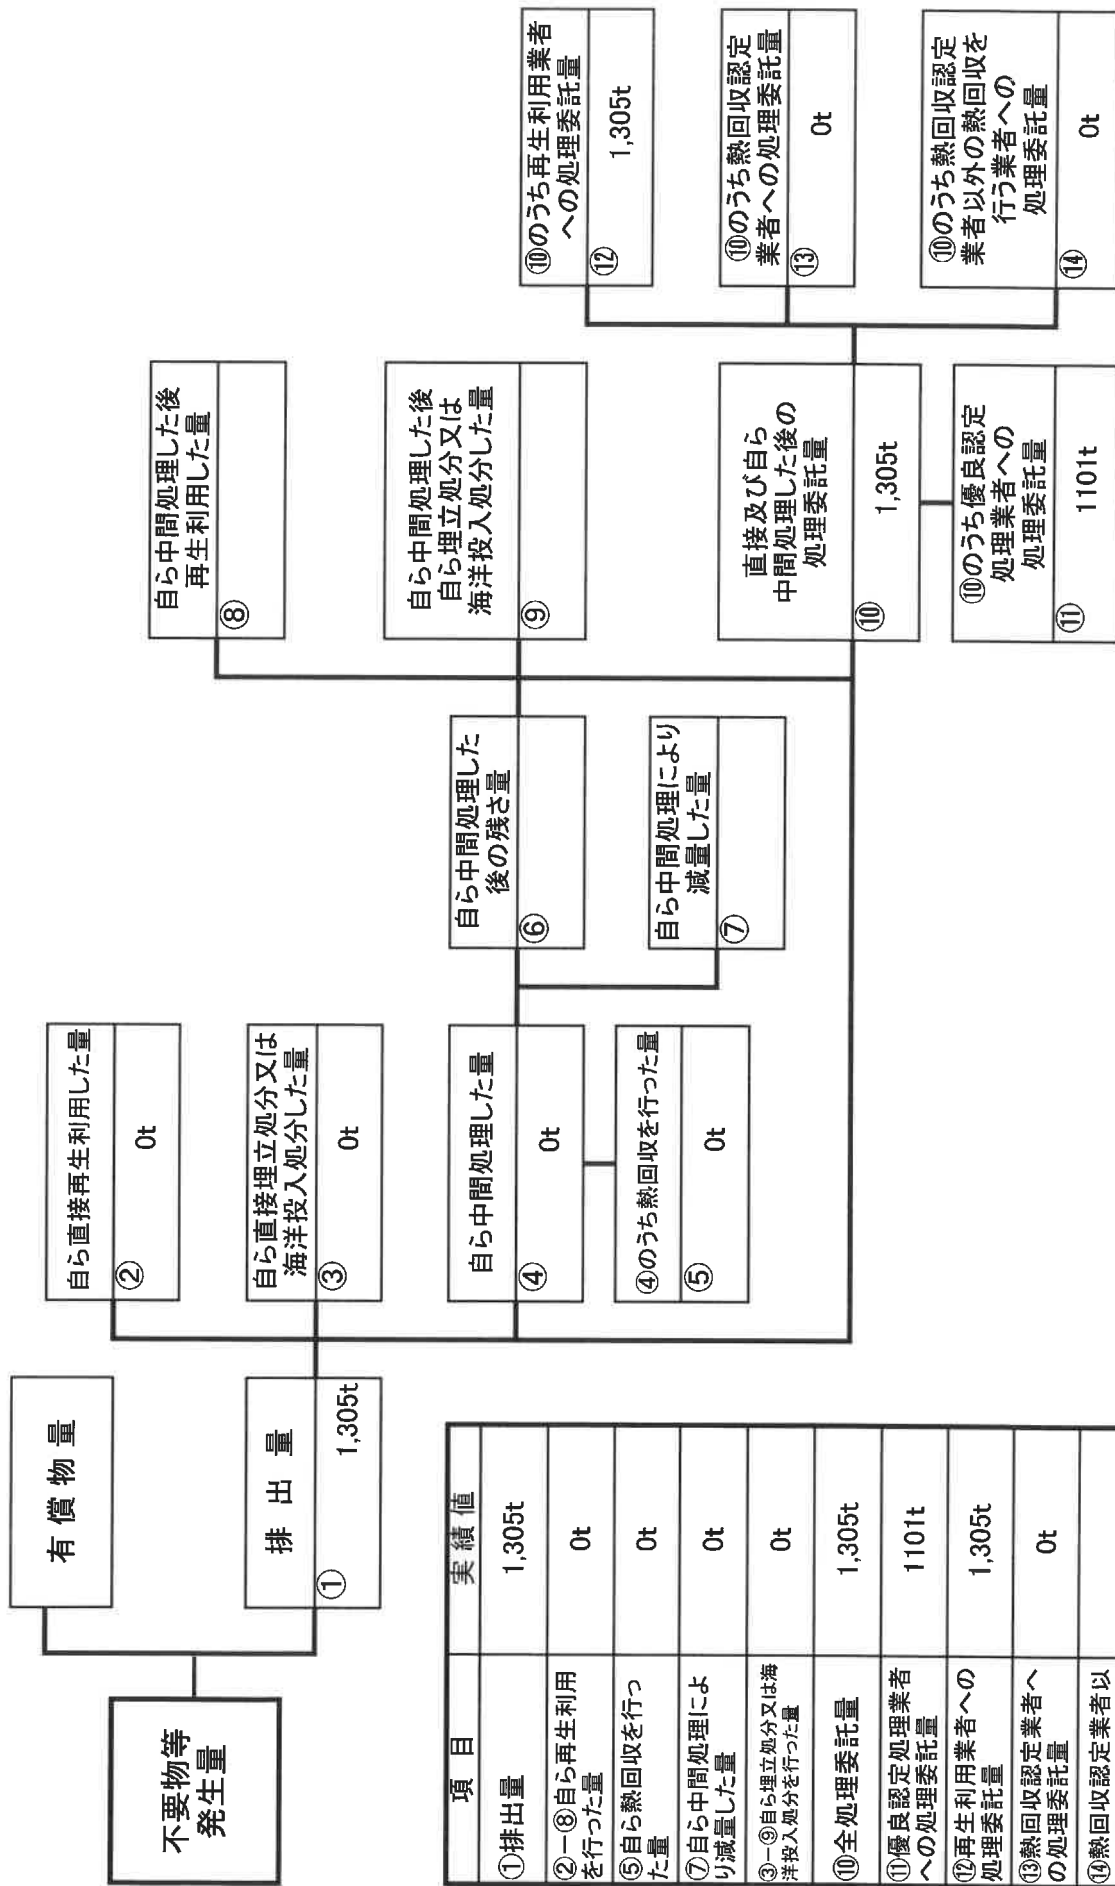 不要物等
発生量
有償物量
排出量
①
1,305t
自ら直接再生利用した量
②
0t
自ら直接埋立処分又は
海洋投入処分した量
③
0t
自ら中間処理した量
④
0t
④のうち熱回収を行った量
⑤
0t
自ら中間処理した
後の残さ量
⑥
自ら中間処理により
減量した量
⑦
自ら中間処理した後
再生利用した量
⑧
自ら中間処理した後
自ら埋立処分又は
海洋投入処分した量
⑨
直接及び自ら
中間処理した後の
処理委託量
⑩
1,305t
⑩のうち優良認定
処理業者への
処理委託量
⑪
1101t
⑩のうち再生利用業者
への処理委託量
⑫
1,305t
⑩のうち熱回収認定
業者への処理委託量
⑬
0t
⑩のうち熱回収認定
業者以外の熱回収を
行う業者への
処理委託量
⑭
0t
項目 実績値
①排出量 1,305t
②ー⑧自ら再生利用
を行った量 0t
⑤自ら熱回収を行っ
た量 0t
⑦自ら中間処理によ
り減量した量 0t
③ー⑨自ら埋立処分又は海
洋投入処分を行った量 0t
⑩全処理委託量 1,305t
⑪優良認定処理業者
への処理委託量 1101t
⑫再生利用業者への
処理委託量 1,305t
⑬熱回収認定業者へ
の処理委託量 0t
⑭熱回収認定業者以